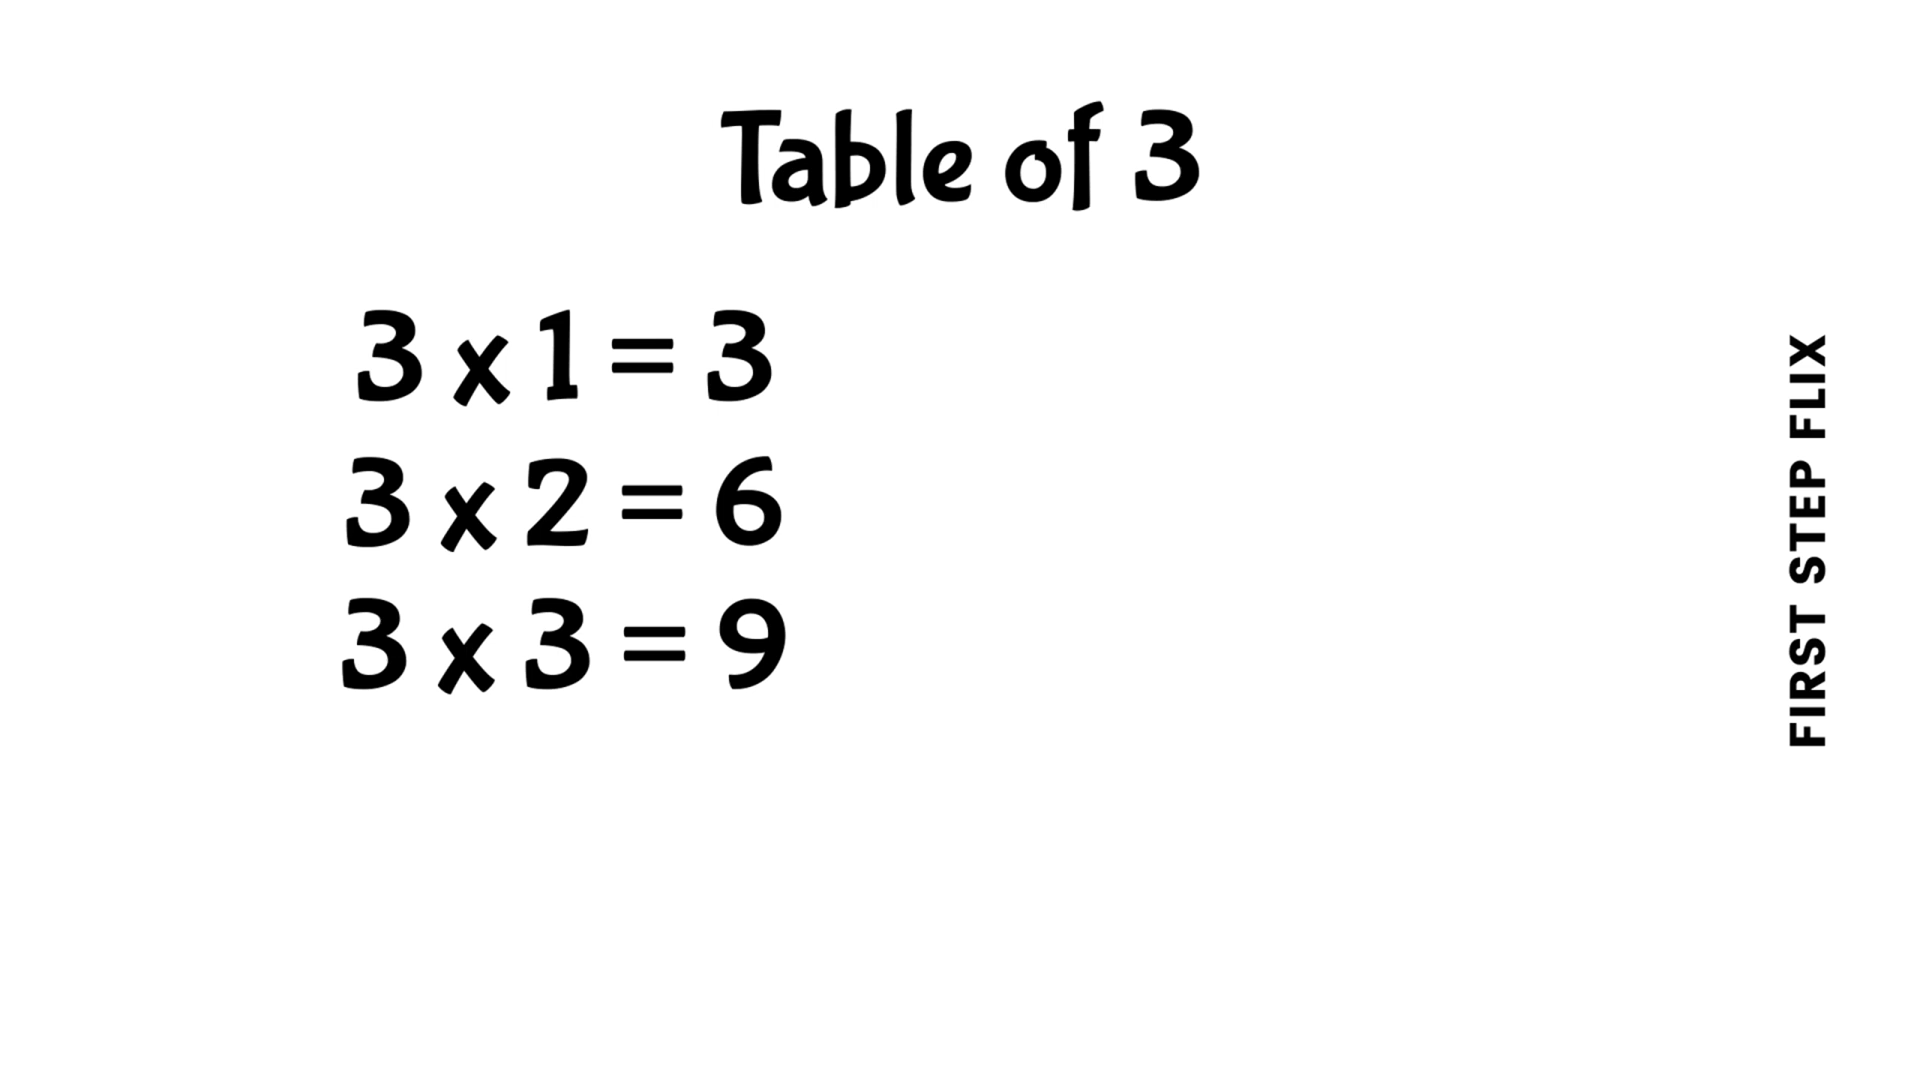 Table of 3
3 x 1 = 3
3 x 2 = 6
3 x 3 = 9
FIRST STEP FLIX